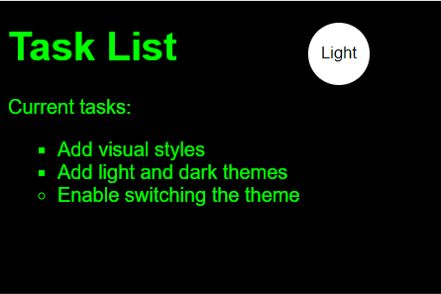 Task List
Light
Current tasks:
Add visual styles
Add light and dark themes
Enable switching the theme